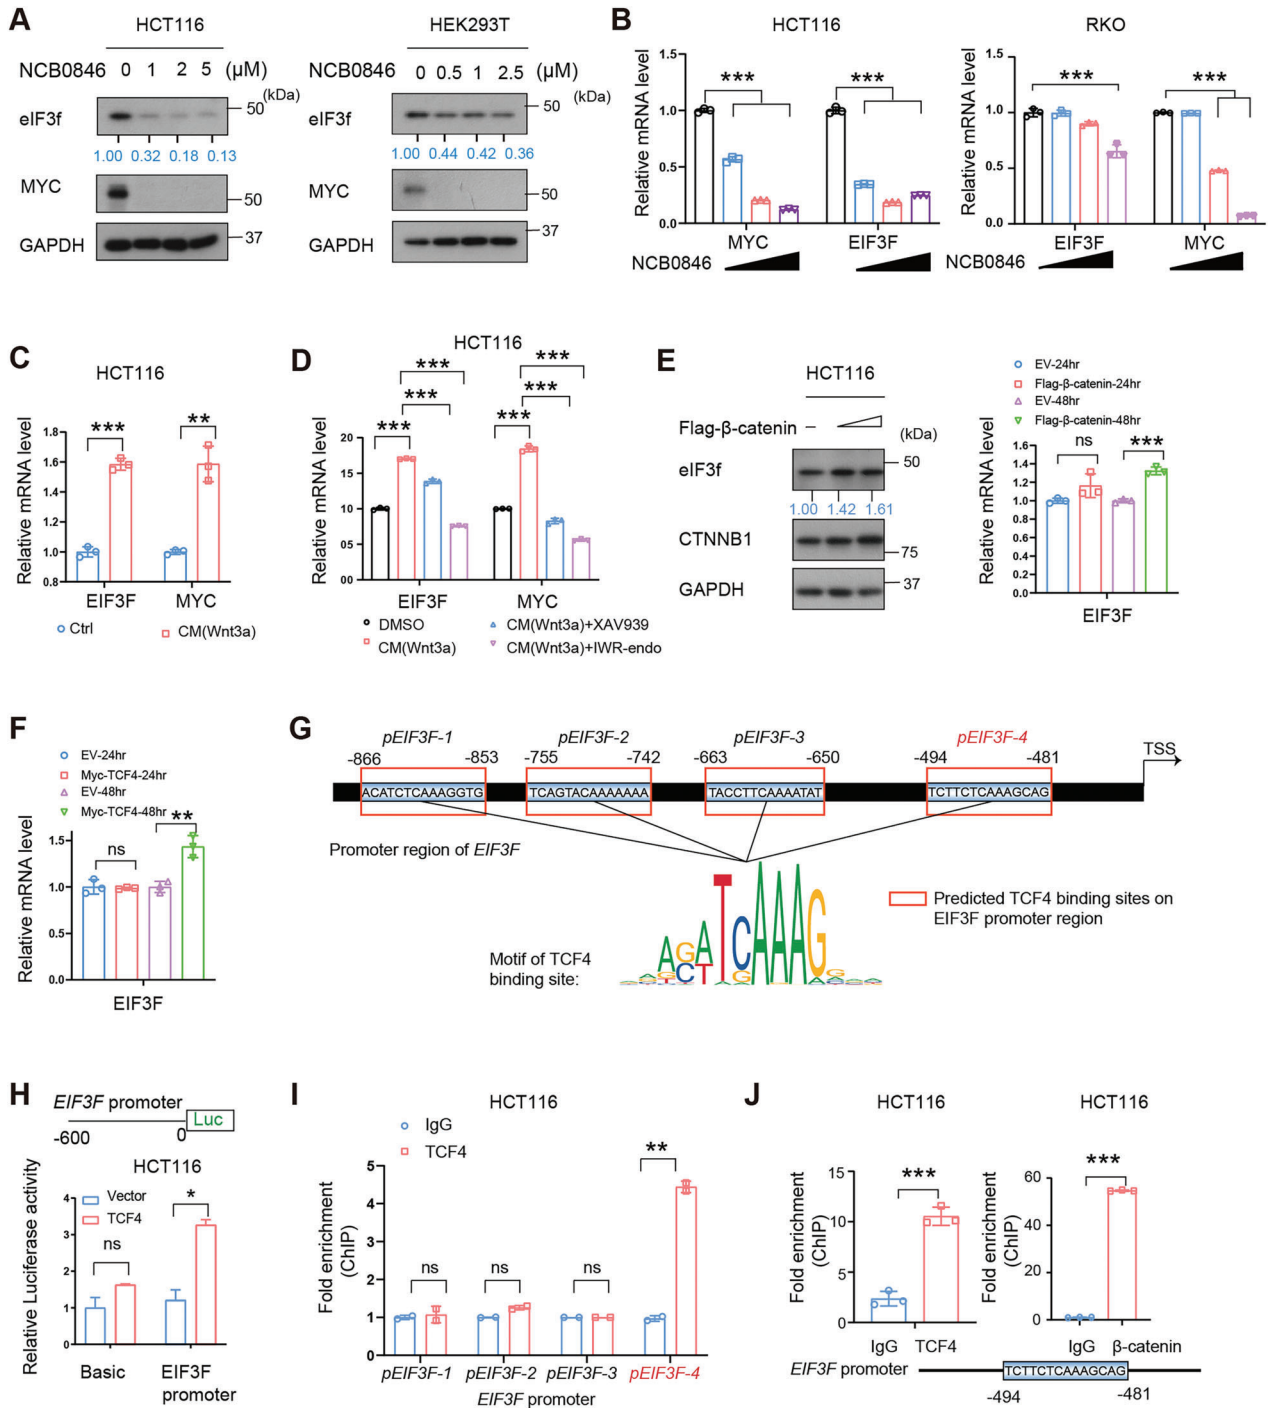 A
HCT116
NCB0846 0 1 2 5 (μM)
(kDa)
eIF3f
50
1.00 0.32 0.18 0.13
MYC
50
GAPDH
37
HEK293T
NCB0846 0 0.5 1 2.5 (μM)
(kDa)
eIF3f
50
1.00 0.44 0.42 0.36
MYC
50
GAPDH
37
B
HCT116
Relative mRNA level
1.5
1.0
0.5
0.0
***
***
MYC EIF3F
NCB0846
RKO
Relative mRNA level
1.5
1.0
0.5
0.0
***
***
EIF3F MYC
NCB0846
C
HCT116
Relative mRNA level
1.8
1.6
1.4
1.2
1.0
0.8
***
**
EIF3F MYC
Ctrl CM(Wnt3a)
D
HCT116
Relative mRNA level
20
15
10
05
00
***
***
***
***
***
***
EIF3F MYC
DMSO
CM(Wnt3a)
CM(Wnt3a)+XAV939
CM(Wnt3a)+IWR-endo
E
HCT116
Flag-β-catenin –
(kDa)
eIF3f
50
1.00 1.42 1.61
CTNNB1
75
GAPDH
37
EV-24hr
Flag-β-catenin-24hr
EV-48hr
Flag-β-catenin-48hr
Relative mRNA level
1.6
1.4
1.2
1.0
0.8
0.6
0.4
0.2
0.0
ns
***
EIF3F
F
EV-24hr
Myc-TCF4-24hr
EV-48hr
Myc-TCF4-48hr
Relative mRNA level
1.5
1.0
0.5
0.0
ns
**
EIF3F
G
pEIF3F-1 pEIF3F-2 pEIF3F-3 pEIF3F-4
-866 -853 -755 -742 -663 -650 -494 -481
TSS
ACATCTCAAAGGTG TCAGTACAAAAAAA TACCTTCAAAATAT TCTTCTCAAAGCAG
Promoter region of EIF3F
Predicted TCF4 binding sites on
EIF3F promoter region
Motif of TCF4
binding site:
AGATCAAAG
CT G
H
EIF3F promoter
Luc
-600 0
HCT116
Relative Luciferase activity
4
3
2
1
0
Vector
TCF4
ns
*
Basic EIF3F
promoter
I
HCT116
IgG
TCF4
Fold enrichment
(ChIP)
5
4
3
2
1
0
ns
ns
ns
**
pEIF3F-1 pEIF3F-2 pEIF3F-3 pEIF3F-4
EIF3F promoter
J
HCT116
Fold enrichment
(ChIP)
15
10
5
0
***
IgG TCF4
HCT116
Fold enrichment
(ChIP)
60
40
20
0
***
IgG β-catenin
EIF3F promoter
TCTTCTCAAAGCAG
-494 -481